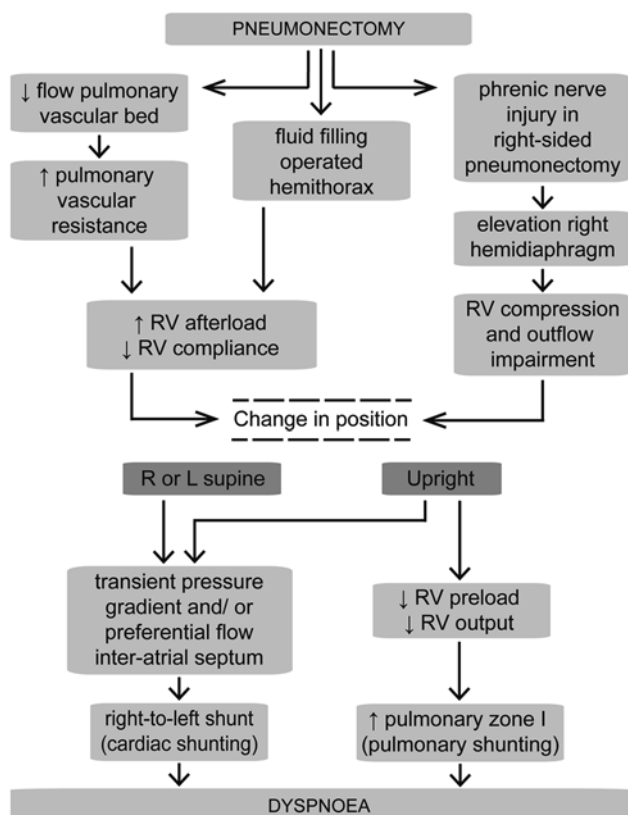 PNEUMONECTOMY
↓ flow pulmonary
vascular bed
↑ pulmonary
vascular
resistance
fluid filling
operated
hemithorax
phrenic nerve
injury in
right-sided
pneumonectomy
elevation right
hemidiaphragm
↑ RV afterload
↓ RV compliance
RV compression
and outflow
impairment
Change in position
R or L supine
Upright
transient pressure
gradient and/ or
preferential flow
inter-atrial septum
↓ RV preload
↓ RV output
right-to-left shunt
(cardiac shunting)
↑ pulmonary zone I
(pulmonary shunting)
DYSPNOEA